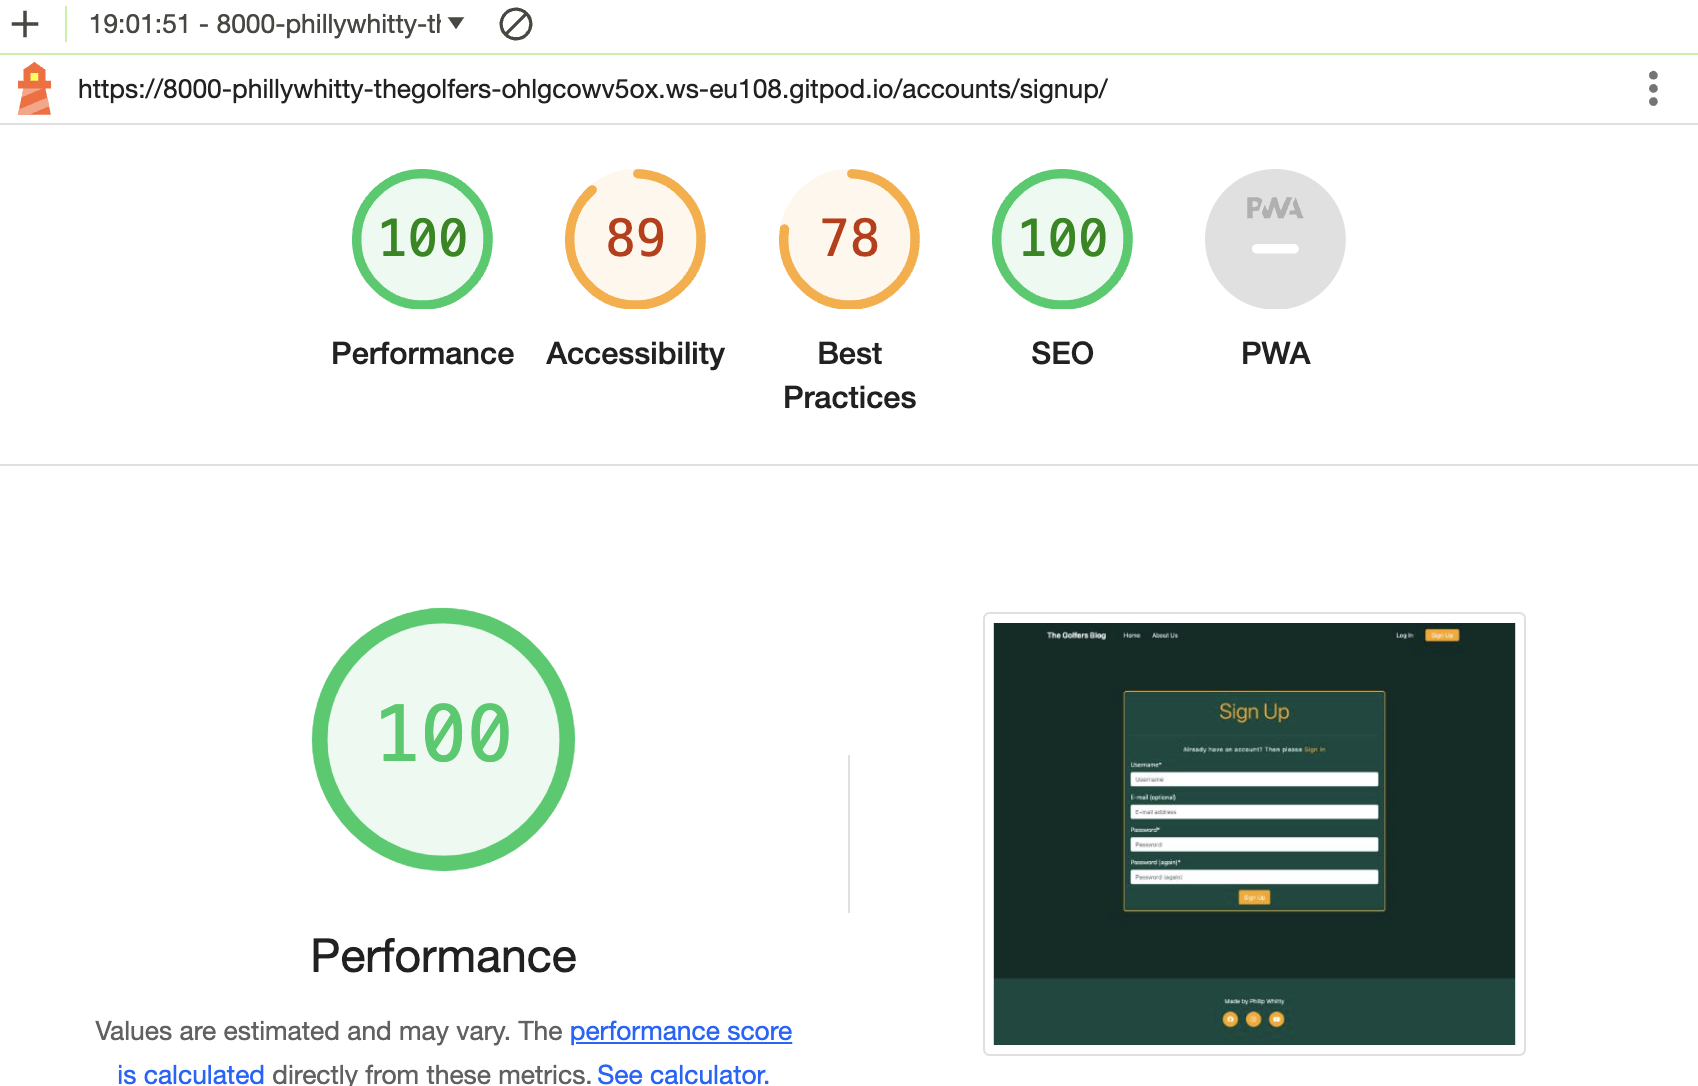 19:01:51 - 8000-phillywhitty-th
https://8000-phillywhitty-thegolfers-ohlgcowv5ox.ws-eu108.gitpod.io/accounts/signup/
100
89
78
100
PWA
Performance
Accessibility
Best
Practices
SEO
PWA
100
Performance
Values are estimated and may vary. The performance score
is calculated directly from these metrics. See calculator.
The Golfers Blog Home About Us Log In Sign Up
Sign Up
Already have an account? Then please Sign In
Username*
Username
E-mail (optional)
E-mail address
Password*
Password
Password (again)*
Password (again)
Sign Up
Made by Philip Whitty